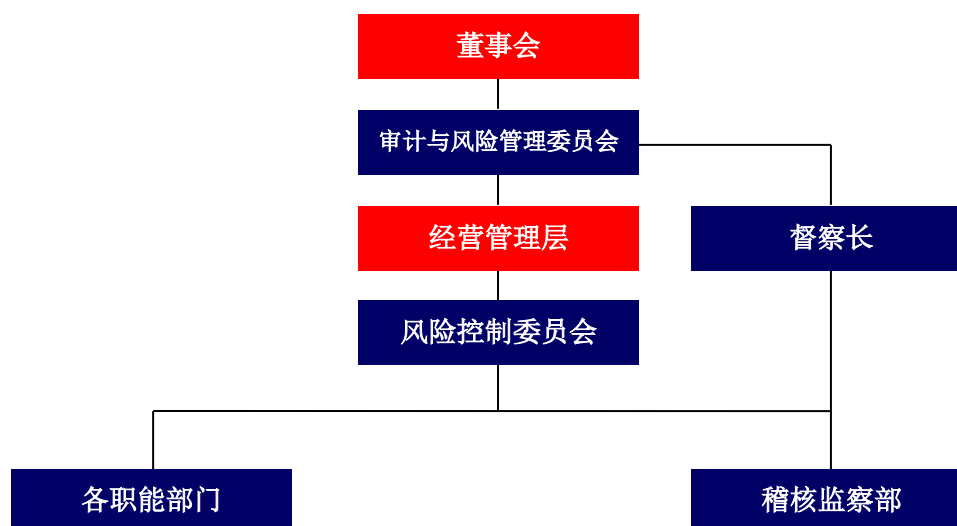 董事会
审计与风险管理委员会
经营管理层
督察长
风险控制委员会
各职能部门
稽核监察部